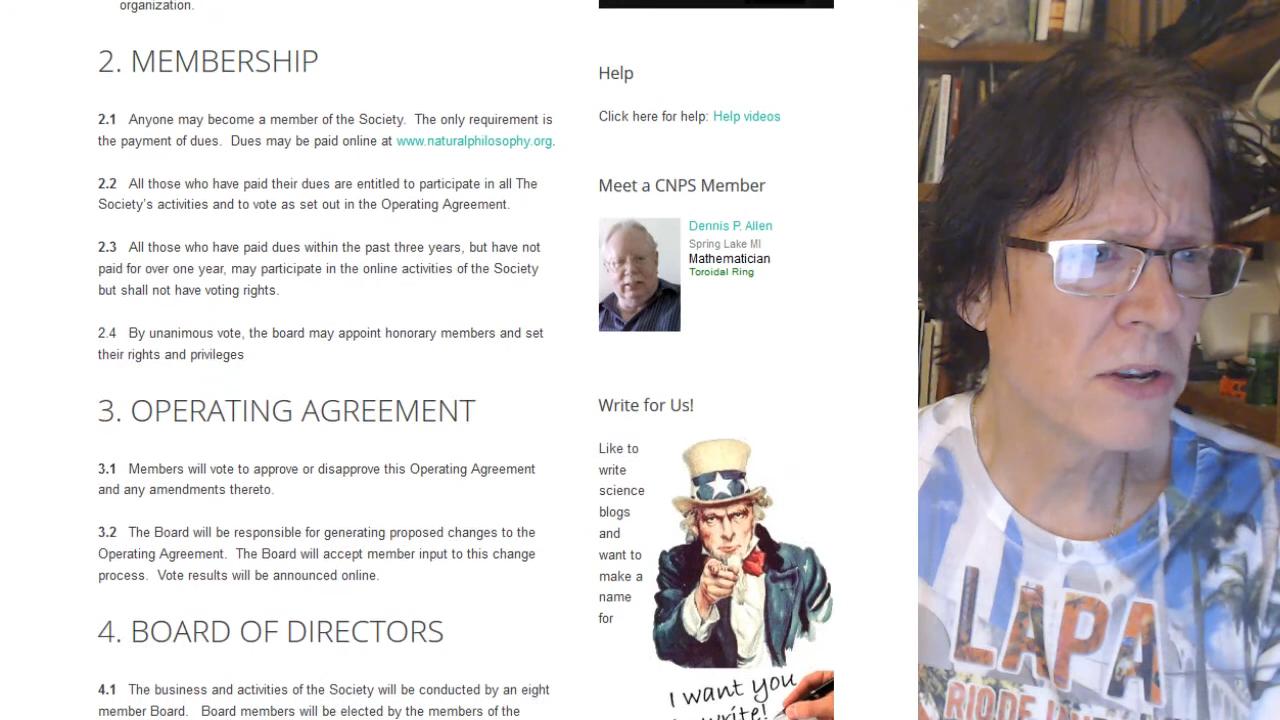 organization.
2. MEMBERSHIP
2.1 Anyone may become a member of the Society. The only requirement is
the payment of dues. Dues may be paid online at www.naturalphilosophy.org.
2.2 All those who have paid their dues are entitled to participate in all The
Society's activities and to vote as set out in the Operating Agreement.
2.3 All those who have paid dues within the past three years, but have not
paid for over one year, may participate in the online activities of the Society
but shall not have voting rights.
2.4 By unanimous vote, the board may appoint honorary members and set
their rights and privileges
3. OPERATING AGREEMENT
3.1 Members will vote to approve or disapprove this Operating Agreement
and any amendments thereto.
3.2 The Board will be responsible for generating proposed changes to the
Operating Agreement. The Board will accept member input to this change
process. Vote results will be announced online.
4. BOARD OF DIRECTORS
4.1 The business and activities of the Society will be conducted by an eight
member Board. Board members will be elected by the members of the
Help
Click here for help: Help videos
Meet a CNPS Member
Dennis P. Allen
Spring Lake MI
Mathematician
Toroidal Ring
Write for Us!
Like to
write
science
blogs
and
want to
make a
name
for
I want you
write!
LAPA
RIO DE JAN